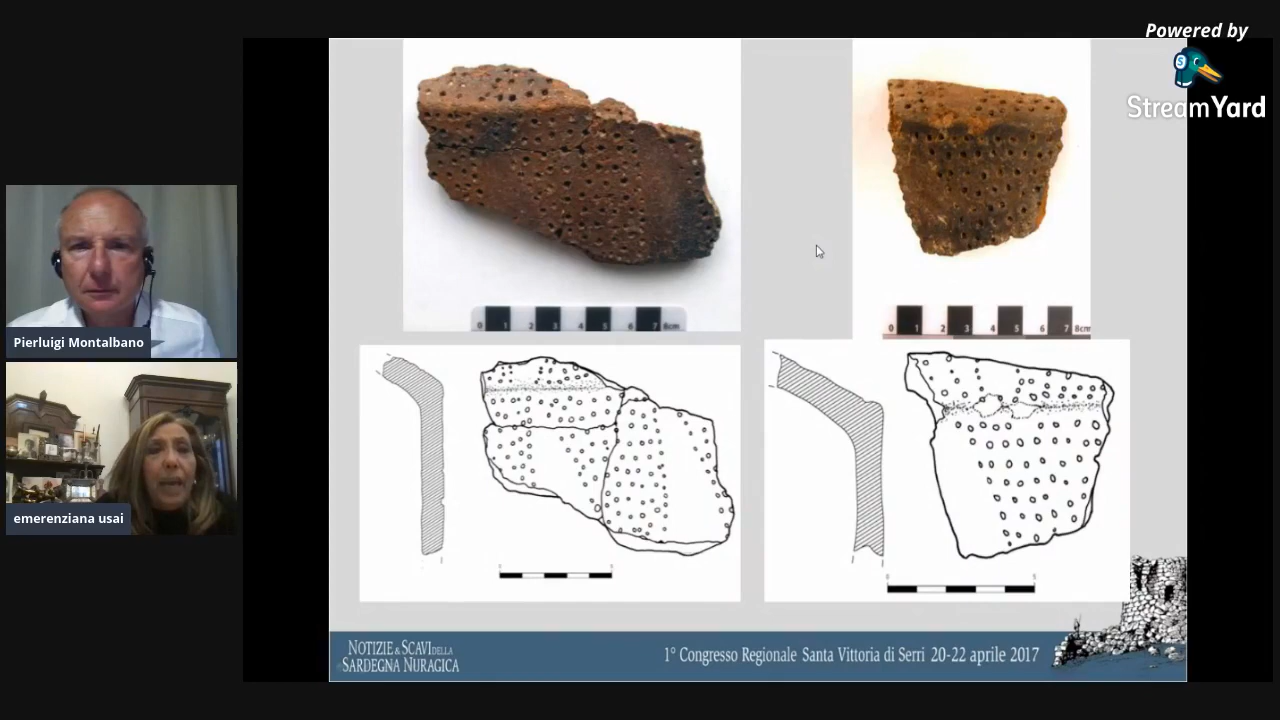 Powered by
StreamYard
Pierluigi Montalbano
emerenziana usai
0 1 2 3 4 5 6 7 8cm
0 1 2 3 4 5 6 7 8cm
0 5
NOTIZIE & SCAVI DELLA
SARDEGNA NURAGICA
1° Congresso Regionale Santa Vittoria di Serri 20-22 aprile 2017